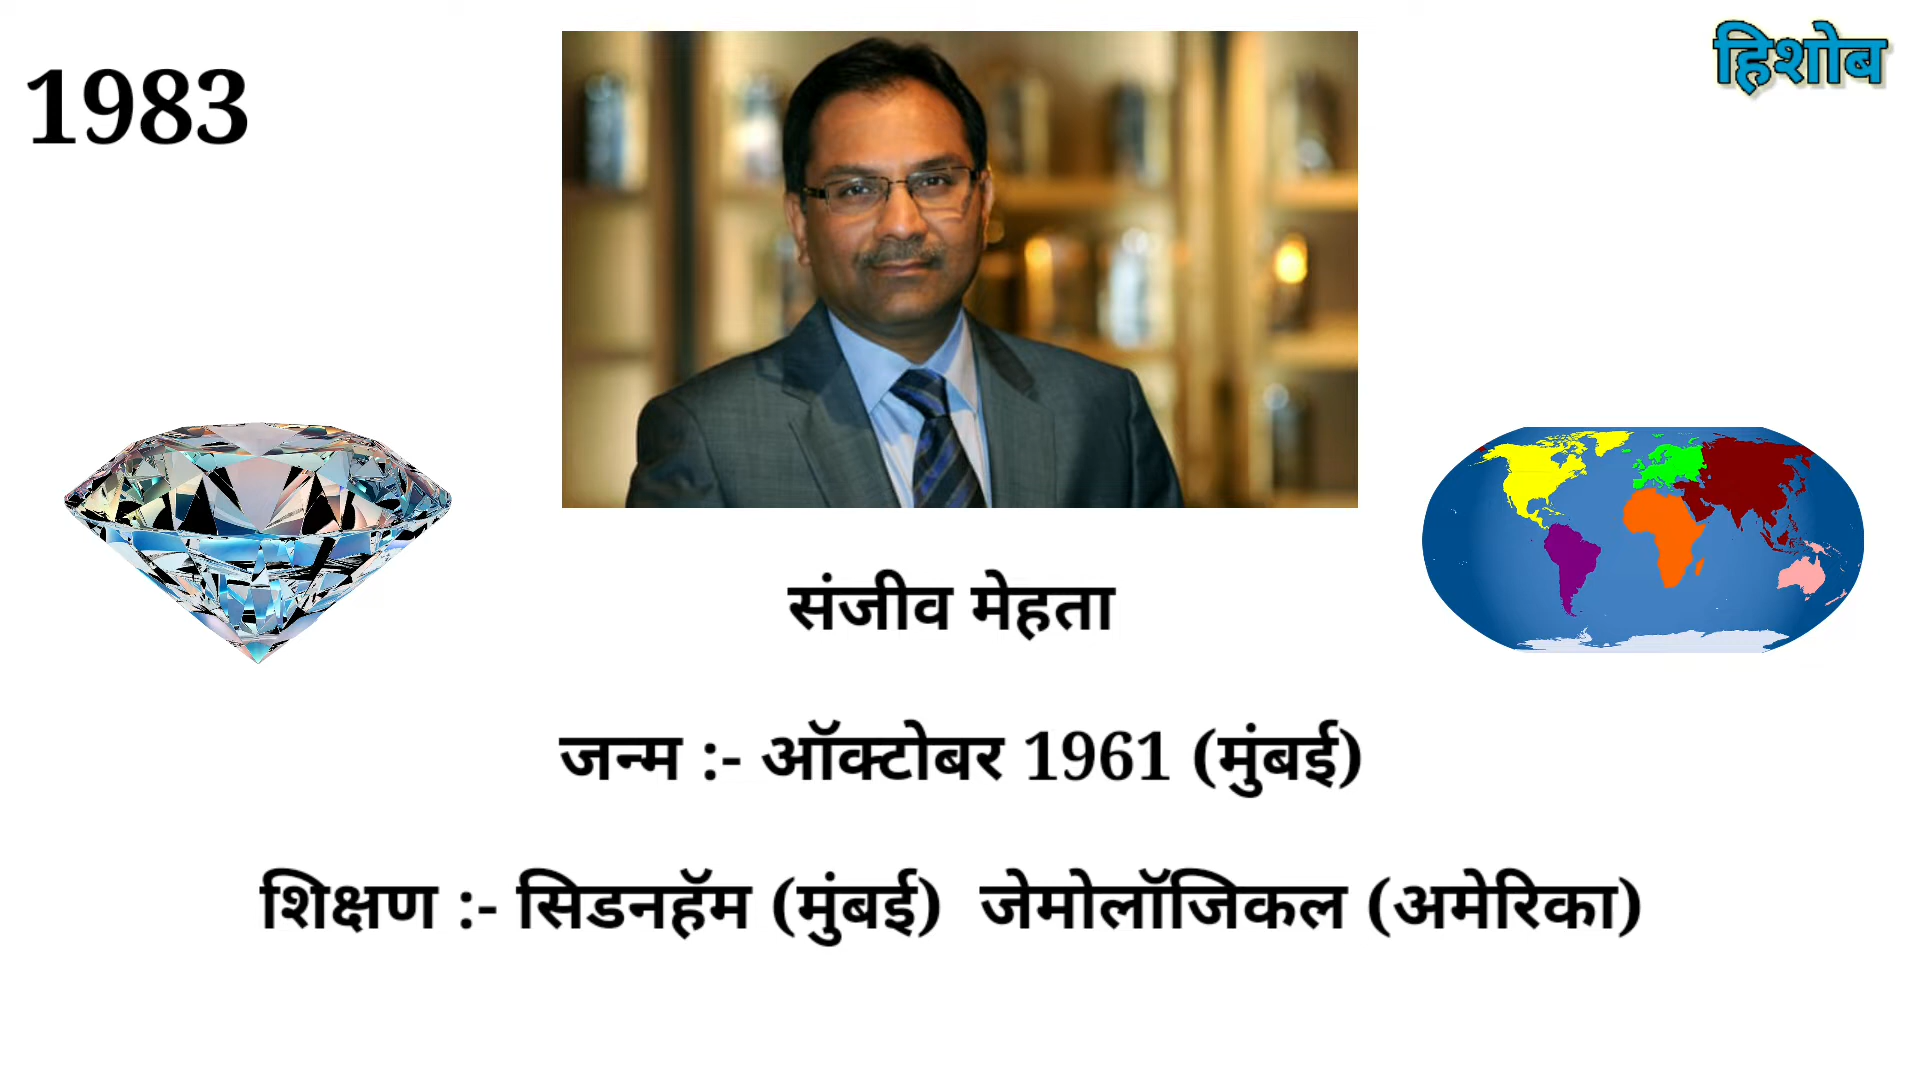 1983
हिशोब
संजीव मेहता
जन्म :- ऑक्टोबर 1961 (मुंबई)
शिक्षण :- सिडनहॅम (मुंबई) जेमोलॉजिकल (अमेरिका)